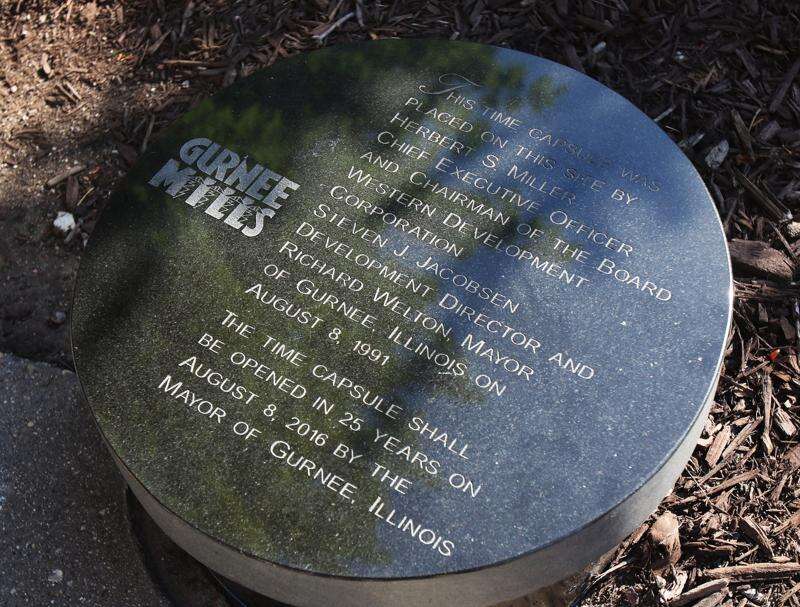 GURNEE
MILLS
This time capsule was
placed on this site by
Herbert S. Miller
Chief Executive Officer
and Chairman of the Board
Western Development
Corporation
Steven J. Jacobsen
Development Director and
Richard Welton Mayor
of Gurnee, Illinois on
August 8, 1991
The time capsule shall
be opened in 25 years on
August 8, 2016 by the
Mayor of Gurnee, Illinois